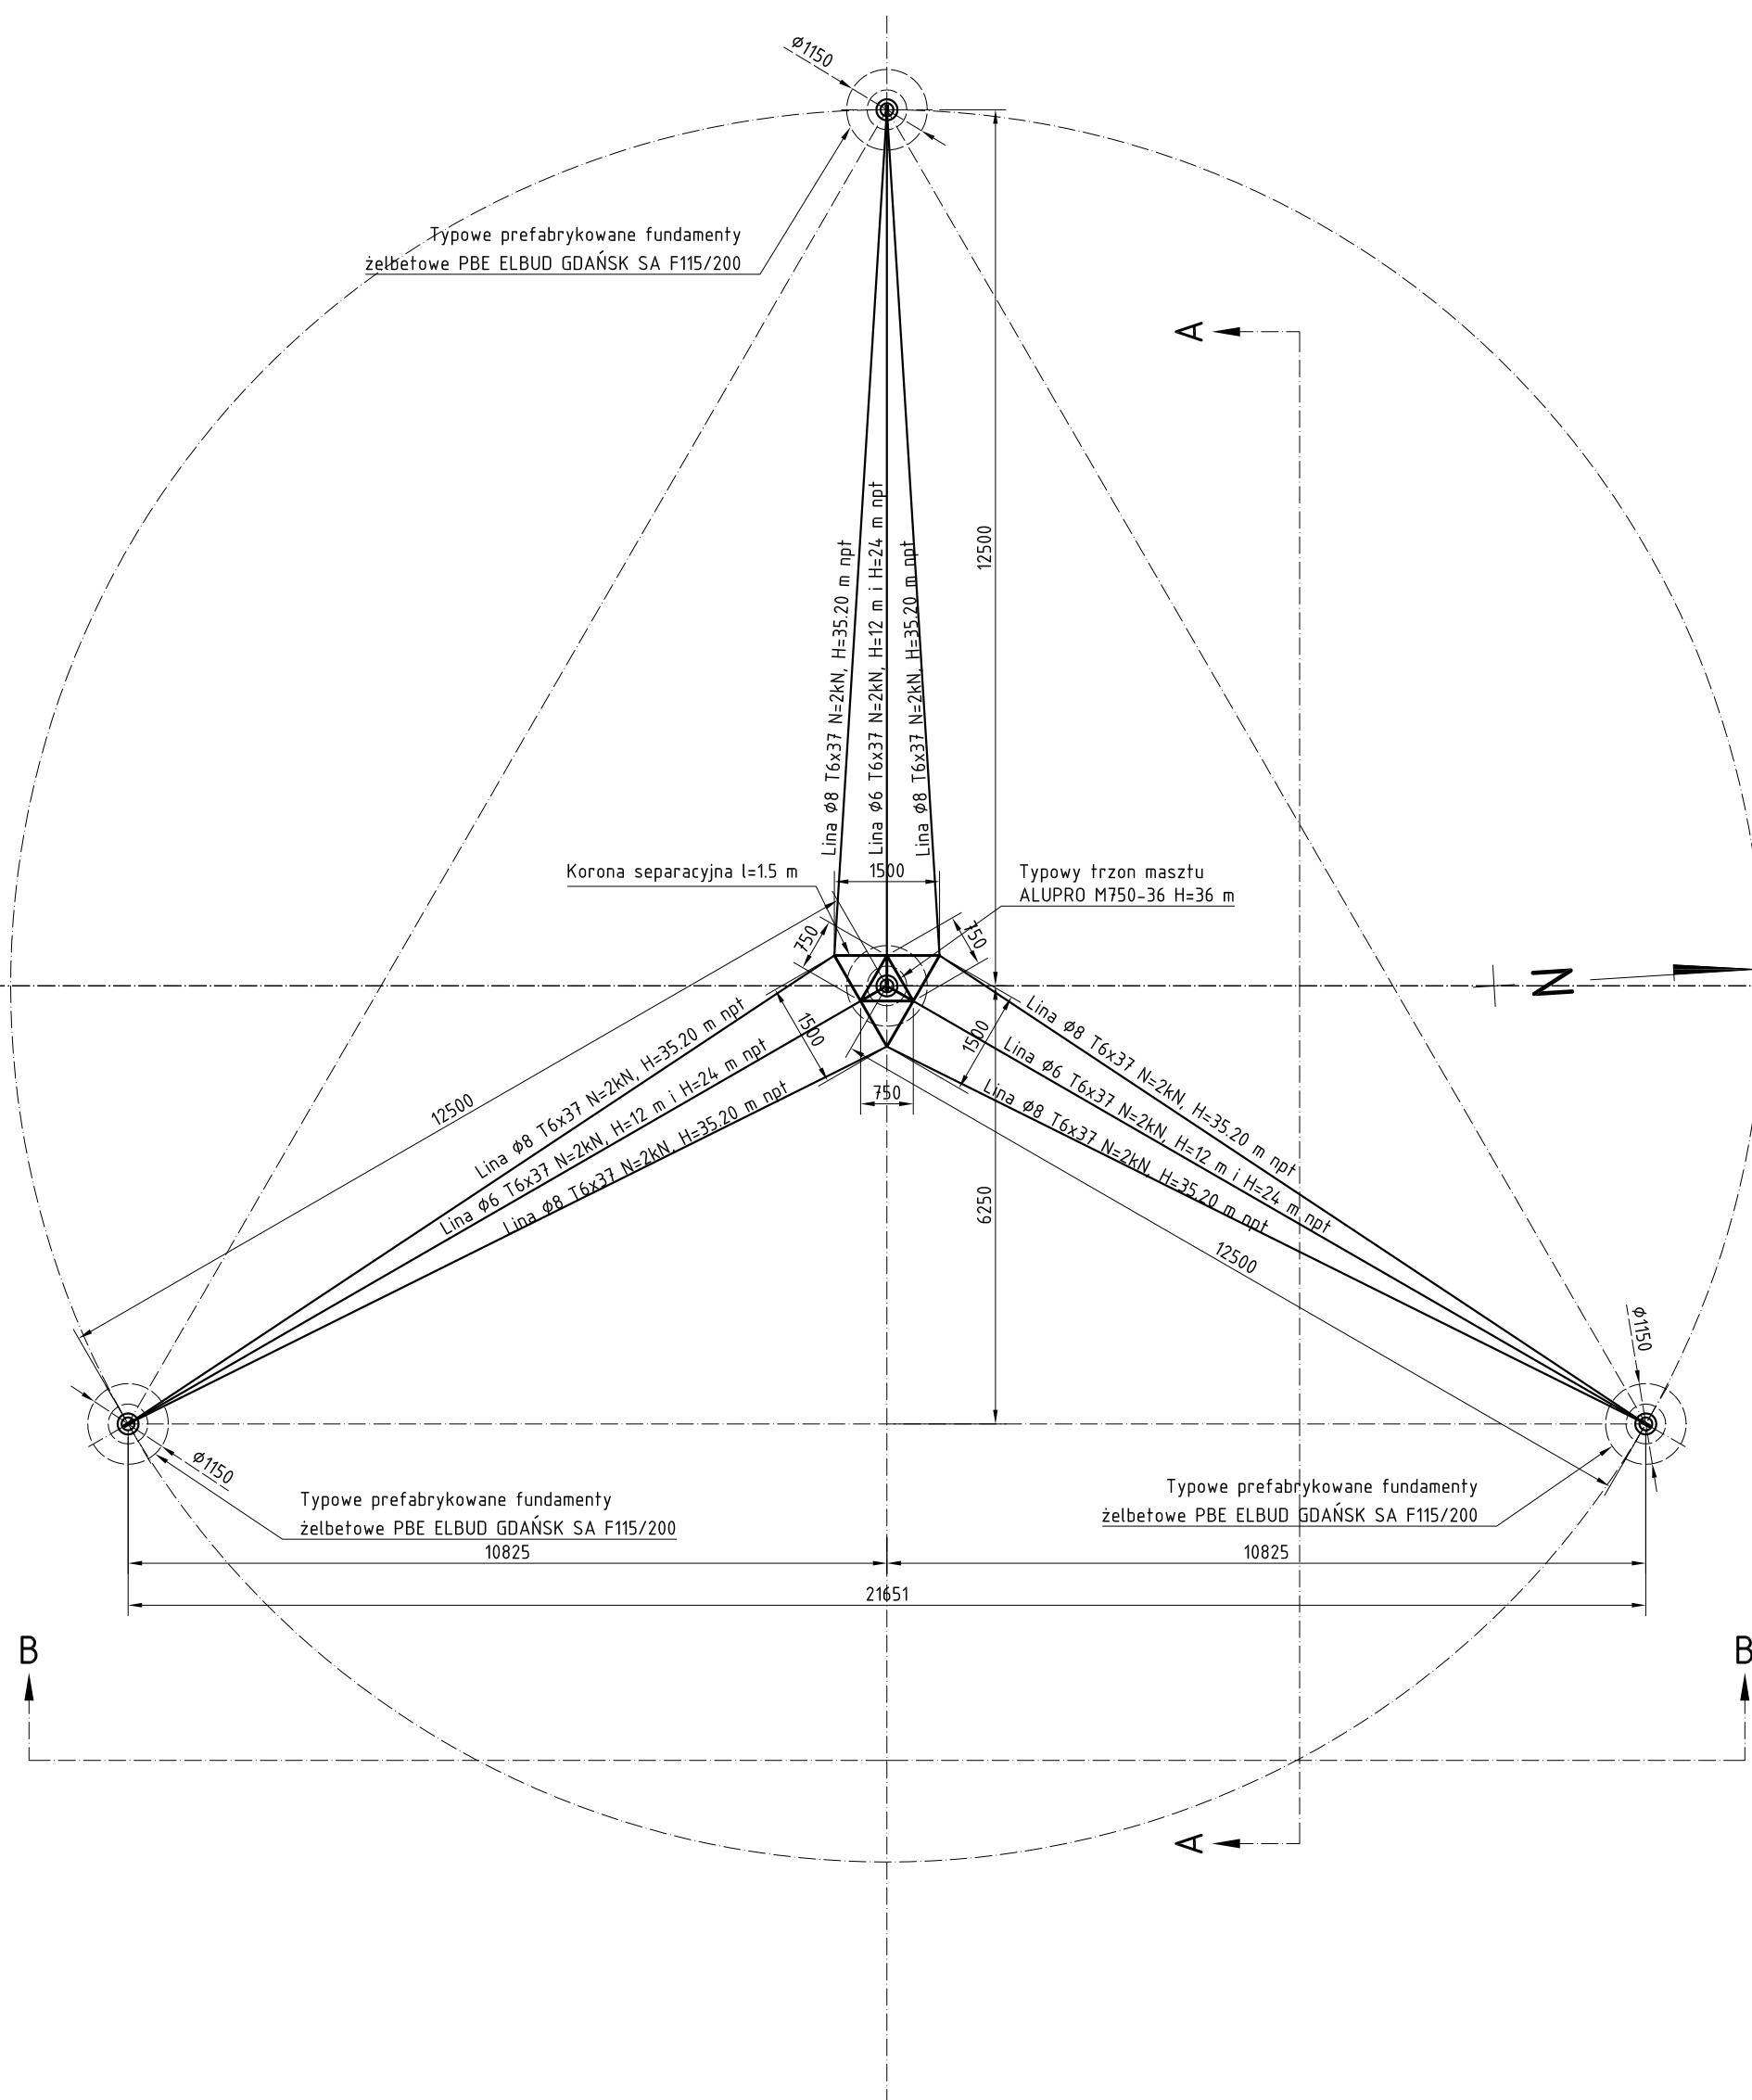 ø1150
Typowe prefabrykowane fundamenty
żelbetowe PBE ELBUD GDAŃSK SA F115/200
A
12500
Lina ø8 T6x37 N=2kN, H=35.20 m npt
Lina ø6 T6x37 N=2kN, H=12 m i H=24 m npt
Lina ø8 T6x37 N=2kN, H=35.20 m npt
Korona separacyjna l=1.5 m
1500
Typowy trzon masztu
ALUPRO M750-36 H=36 m
750
750
N
1500
1500
750
12500
Lina ø8 T6x37 N=2kN, H=35.20 m npt
Lina ø6 T6x37 N=2kN, H=12 m i H=24 m npt
Lina ø8 T6x37 N=2kN, H=35.20 m npt
Lina ø8 T6x37 N=2kN, H=35.20 m npt
Lina ø6 T6x37 N=2kN, H=12 m i H=24 m npt
Lina ø8 T6x37 N=2kN, H=35.20 m npt
6250
12500
ø1150
ø1150
Typowe prefabrykowane fundamenty
żelbetowe PBE ELBUD GDAŃSK SA F115/200
Typowe prefabrykowane fundamenty
żelbetowe PBE ELBUD GDAŃSK SA F115/200
10825
10825
21651
B
B
A